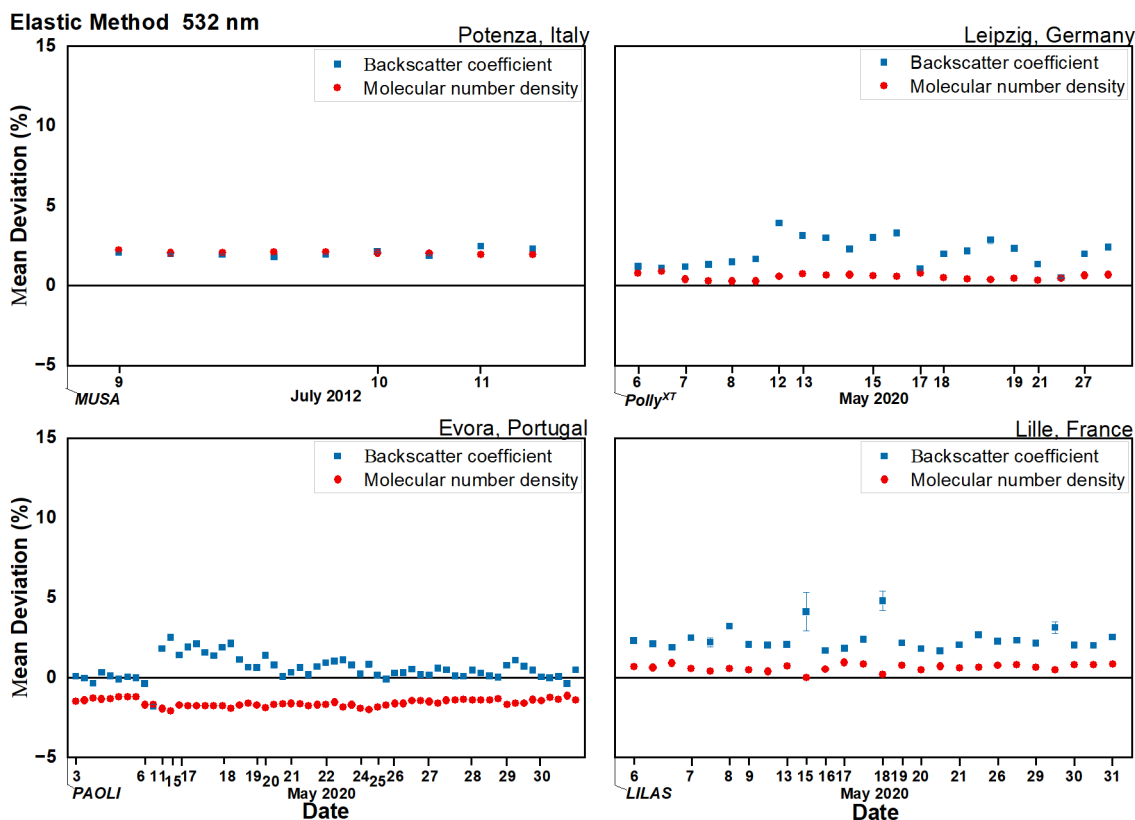 Elastic Method 532 nm
Potenza, Italy
15
10
5
0
−5
Mean Deviation (%)
Backscatter coefficient
Molecular number density
9 10 11
MUSA
July 2012
Leipzig, Germany
Backscatter coefficient
Molecular number density
6 7 8 12 13 15 17 18 19 21 27
Polly^XT
May 2020
Evora, Portugal
15
10
5
0
−5
Mean Deviation (%)
Backscatter coefficient
Molecular number density
3 6 11 15 17 18 19 20 21 22 24 25 26 27 28 29 30
PAOLI
May 2020
Date
Lille, France
Backscatter coefficient
Molecular number density
6 7 8 9 13 15 16 17 18 19 20 21 26 29 30 31
LILAS
May 2020
Date